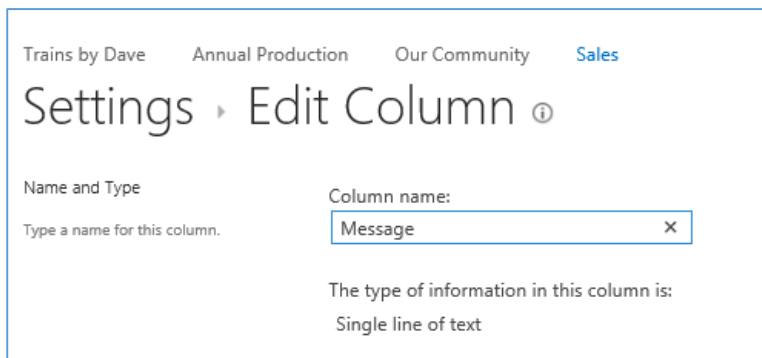 Trains by Dave Annual Production Our Community Sales
Settings Edit Column
Name and Type
Type a name for this column.
Column name:
Message
The type of information in this column is:
Single line of text